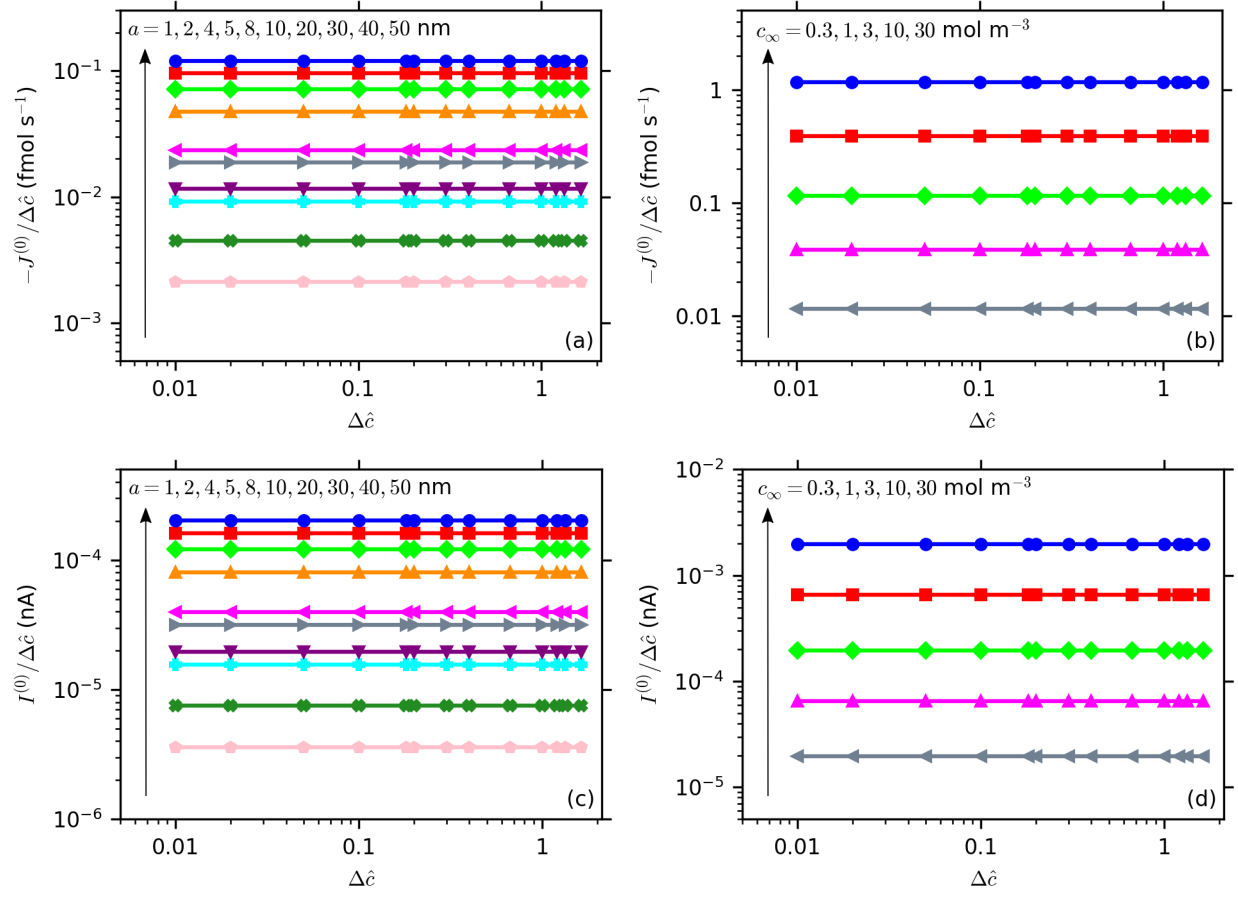 a = 1, 2, 4, 5, 8, 10, 20, 30, 40, 50 nm
10⁻¹
10⁻²
10⁻³
−J⁽⁰⁾/Δĉ (fmol s⁻¹)
(a)
0.01 0.1 1
Δĉ
c∞ = 0.3, 1, 3, 10, 30 mol m⁻³
1
0.1
0.01
−J⁽⁰⁾/Δĉ (fmol s⁻¹)
(b)
0.01 0.1 1
Δĉ
a = 1, 2, 4, 5, 8, 10, 20, 30, 40, 50 nm
10⁻⁴
10⁻⁵
10⁻⁶
I⁽⁰⁾/Δĉ (nA)
(c)
0.01 0.1 1
Δĉ
c∞ = 0.3, 1, 3, 10, 30 mol m⁻³
10⁻²
10⁻³
10⁻⁴
10⁻⁵
I⁽⁰⁾/Δĉ (nA)
(d)
0.01 0.1 1
Δĉ